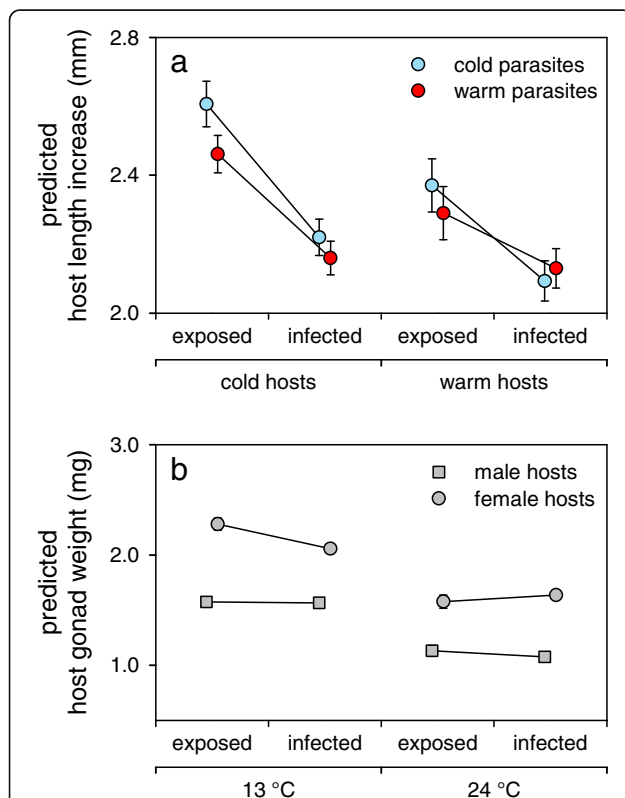 2.8
a
cold parasites
warm parasites
2.4
2.0
predicted
host length increase (mm)
exposed infected exposed infected
cold hosts warm hosts
3.0
b
male hosts
female hosts
2.0
1.0
predicted
host gonad weight (mg)
exposed infected exposed infected
13 °C 24 °C